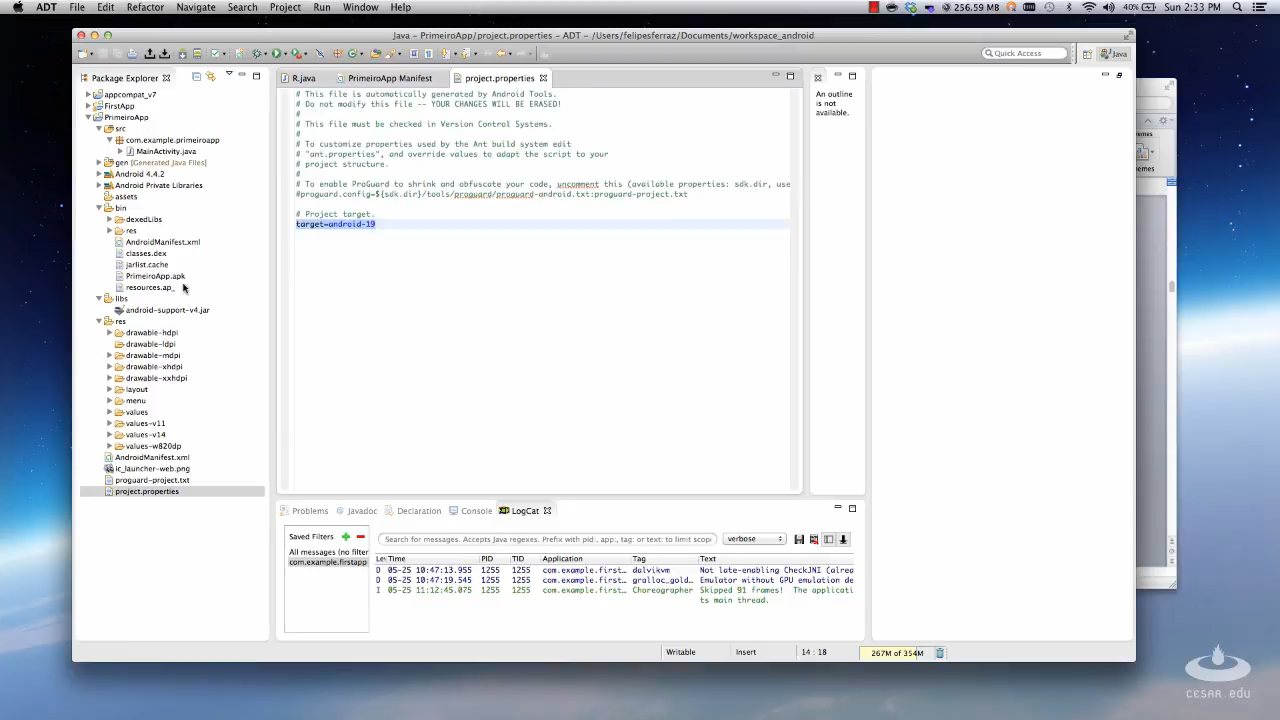 ADT File Edit Refactor Navigate Search Project Run Window Help
256.59 MB 40% Sun 2:33 PM
Java - PrimeiroApp/project.properties - ADT - /Users/felipesferraz/Documents/workspace_android
Quick Access
Java
Package Explorer
R.java PrimeiroApp Manifest project.properties
appcompat_v7
FirstApp
PrimeiroApp
src
com.example.primeiroapp
MainActivity.java
gen [Generated Java Files]
Android 4.4.2
Android Private Libraries
assets
bin
dexedLibs
res
AndroidManifest.xml
classes.dex
jarlist.cache
PrimeiroApp.apk
resources.ap_
libs
android-support-v4.jar
res
drawable-hdpi
drawable-ldpi
drawable-mdpi
drawable-xhdpi
drawable-xxhdpi
layout
menu
values
values-v11
values-v14
values-w820dp
AndroidManifest.xml
ic_launcher-web.png
proguard-project.txt
project.properties
# This file is automatically generated by Android Tools.
# Do not modify this file -- YOUR CHANGES WILL BE ERASED!
#
# This file must be checked in Version Control Systems.
#
# To customize properties used by the Ant build system edit
# "ant.properties", and override values to adapt the script to your
# project structure.
#
# To enable ProGuard to shrink and obfuscate your code, uncomment this (available properties: sdk.dir, use
#proguard.config=${sdk.dir}/tools/proguard/proguard-android.txt:proguard-project.txt
# Project target.
target=android-19
An outline
is not
available.
Problems Javadoc Declaration Console LogCat
Saved Filters
All messages (no filter
com.example.firstapp
Search for messages. Accepts Java regexes. Prefix with pid:, app:, tag: or text: to limit scope
verbose
Time PID TID Application Tag Text
D 05-25 10:47:13.955 1255 1255 com.example.first... dalvikvm Not late-enabling CheckJNI (alrea
D 05-25 10:47:19.545 1255 1255 com.example.first... gralloc_gold... Emulator without GPU emulation de
I 05-25 11:12:45.075 1255 1255 com.example.first... Choreographer Skipped 91 frames! The applicati
ts main thread.
Writable Insert 14 : 18 267M of 354M
CESAR.EDU